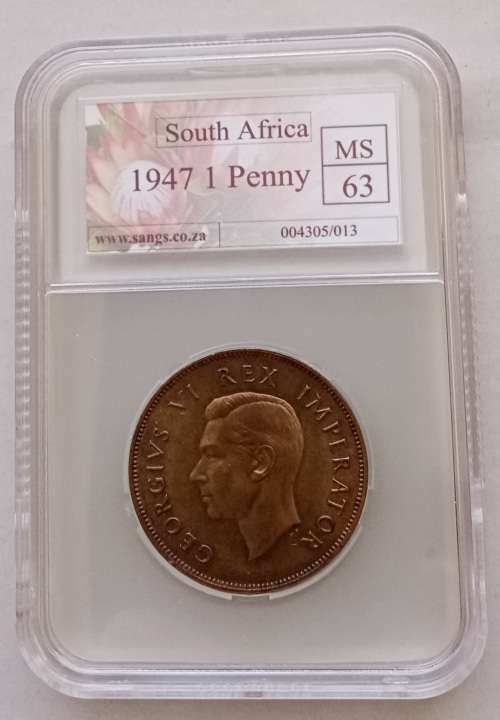 South Africa
1947 1 Penny
MS
63
www.sangs.co.za
004305/013
GEORGIVS VI REX IMPERATOR